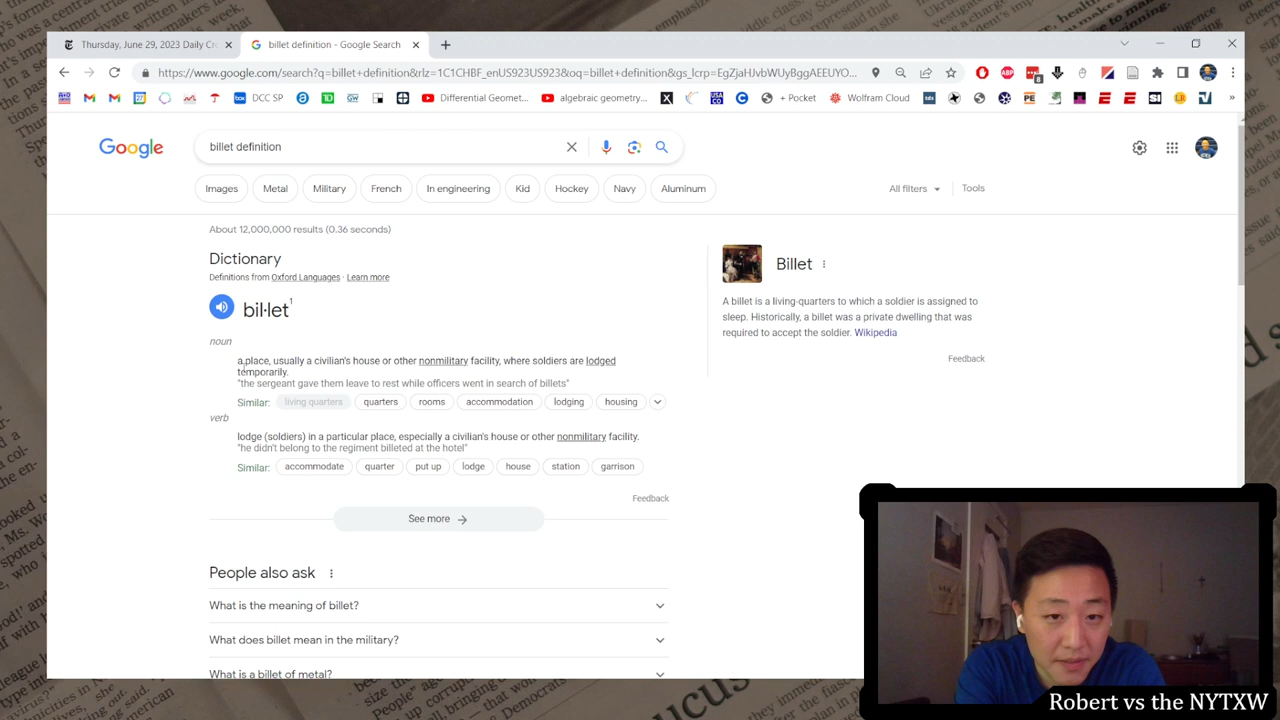 Thursday, June 29, 2023 Daily Cr
billet definition - Google Search
https://www.google.com/search?q=billet+definition&rlz=1C1CHBF_enUS923US923&oq=billet+definition&gs_lcrp=EgZjaHJvbWUyBggAEEUYO...
DCC SP
Differential Geomet...
algebraic geometry...
+ Pocket
Wolfram Cloud
Google
billet definition
Images
Metal
Military
French
In engineering
Kid
Hockey
Navy
Aluminum
All filters
Tools
About 12,000,000 results (0.36 seconds)
Dictionary
Definitions from Oxford Languages · Learn more
bil·let1
noun
a place, usually a civilian's house or other nonmilitary facility, where soldiers are lodged
temporarily.
"the sergeant gave them leave to rest while officers went in search of billets"
Similar: living quarters quarters rooms accommodation lodging housing
verb
lodge (soldiers) in a particular place, especially a civilian's house or other nonmilitary facility.
"he didn't belong to the regiment billeted at the hotel"
Similar: accommodate quarter put up lodge house station garrison
Feedback
See more
People also ask
What is the meaning of billet?
What does billet mean in the military?
What is a billet of metal?
Billet
A billet is a living-quarters to which a soldier is assigned to
sleep. Historically, a billet was a private dwelling that was
required to accept the soldier. Wikipedia
Feedback
Robert vs the NYTXW